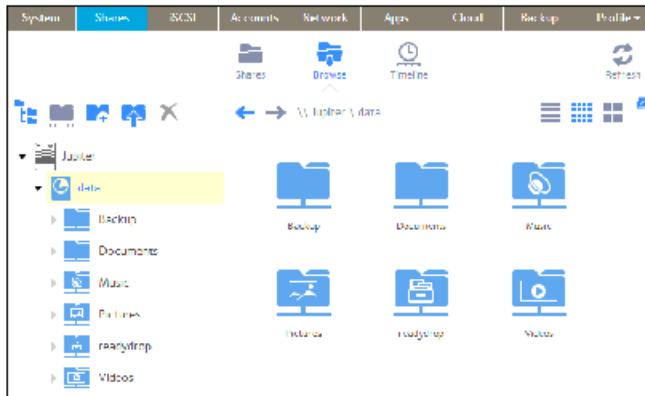 System Shares iSCSI Accounts Network Apps Cloud Backup Profile
Shares Browse Timeline Refresh
\\ Jupiter \ data
Jupiter
data
Backup
Documents
Music
Pictures
readydrop
Videos
Backup Documents Music
Pictures readydrop Videos